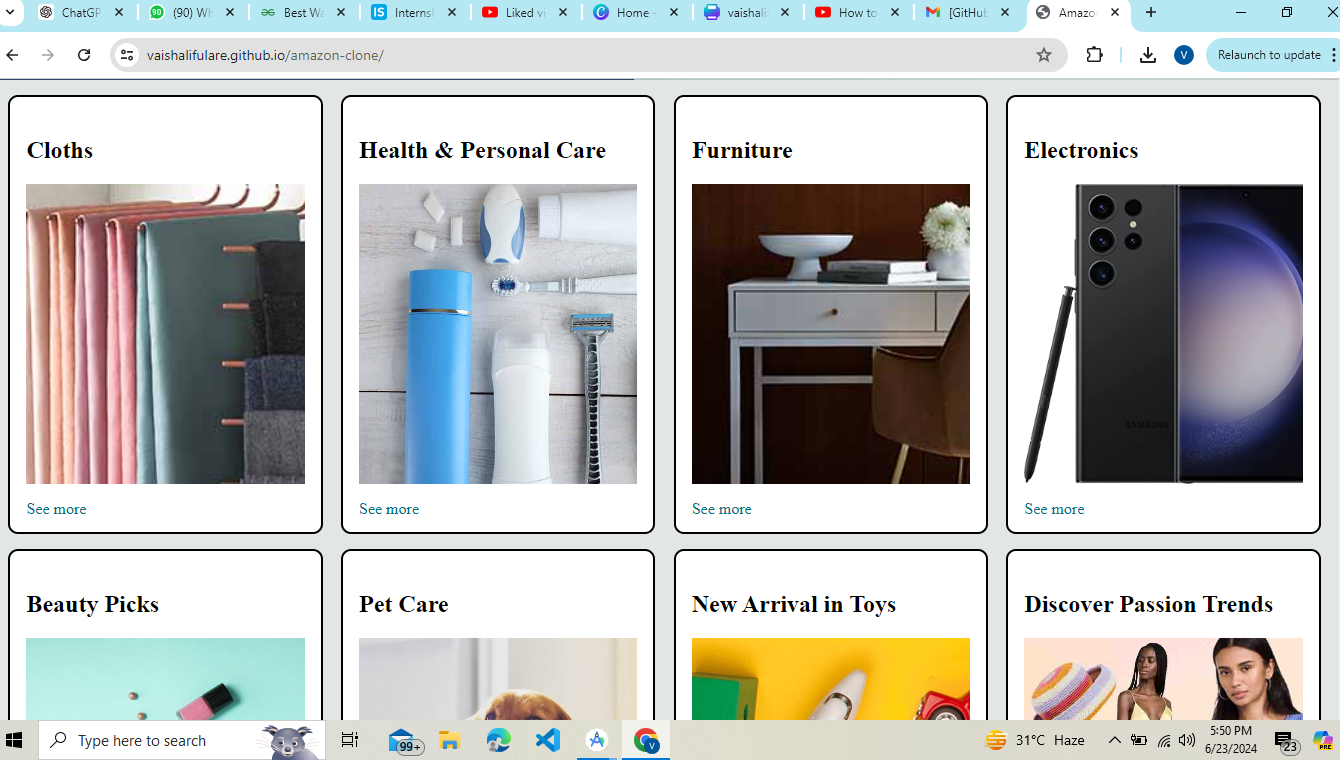 ChatGP
(90) Wh
Best Wa
Interns
Liked vi
Home -
vaishali
How to
[GitHub
Amazo
vaishalifulare.github.io/amazon-clone/
V
Relaunch to update
Cloths
Health & Personal Care
Furniture
Electronics
SAMSUNG
See more
See more
See more
See more
Beauty Picks
Pet Care
New Arrival in Toys
Discover Passion Trends
Type here to search
99+
V
31°C Haze
5:50 PM
6/23/2024
23
PRE